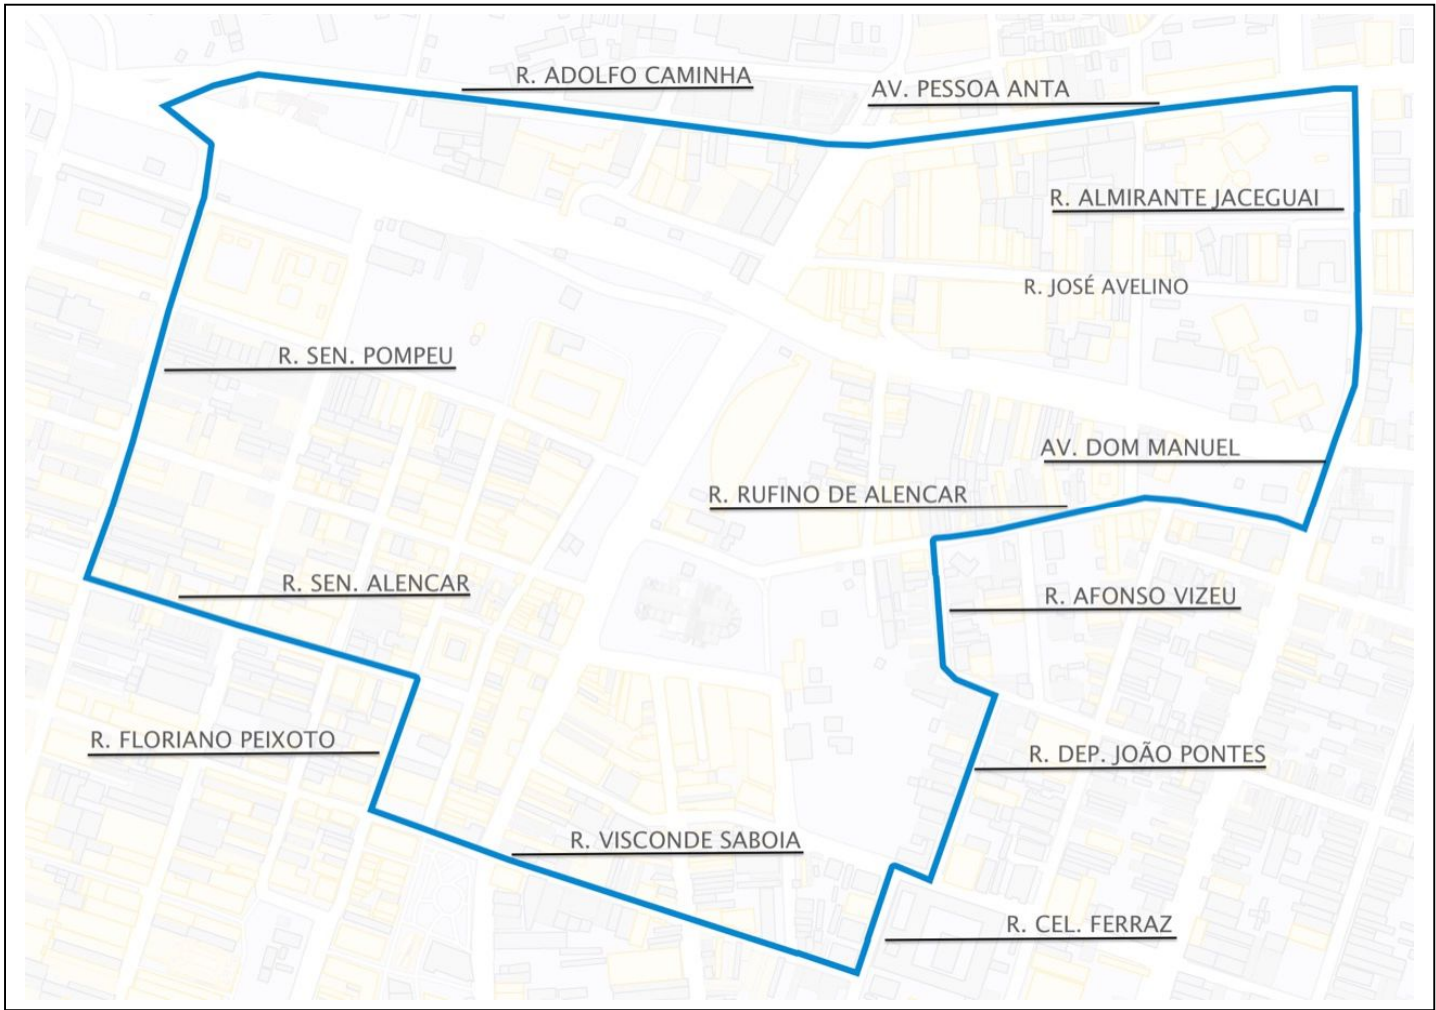 R. ADOLFO CAMINHA
AV. PESSOA ANTA
R. ALMIRANTE JACEGUAI
R. JOSÉ AVELINO
R. SEN. POMPEU
AV. DOM MANUEL
R. RUFINO DE ALENCAR
R. SEN. ALENCAR
R. AFONSO VIZEU
R. FLORIANO PEIXOTO
R. DEP. JOÃO PONTES
R. VISCONDE SABOIA
R. CEL. FERRAZ